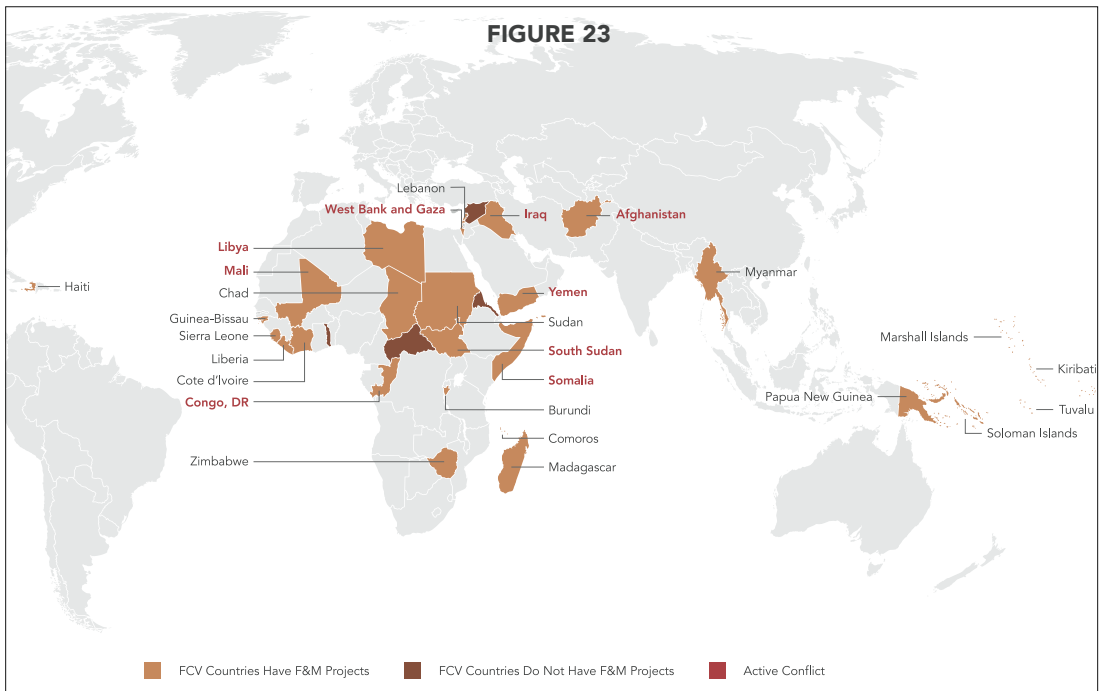 FIGURE 23
Lebanon
West Bank and Gaza
Iraq
Afghanistan
Libya
Mali
Chad
Haiti
Myanmar
Yemen
Guinea-Bissau
Sudan
Sierra Leone
Marshall Islands
South Sudan
Liberia
Kiribati
Cote d'Ivoire
Somalia
Papua New Guinea
Congo, DR
Burundi
Tuvalu
Soloman Islands
Comoros
Zimbabwe
Madagascar
FCV Countries Have F&M Projects
FCV Countries Do Not Have F&M Projects
Active Conflict